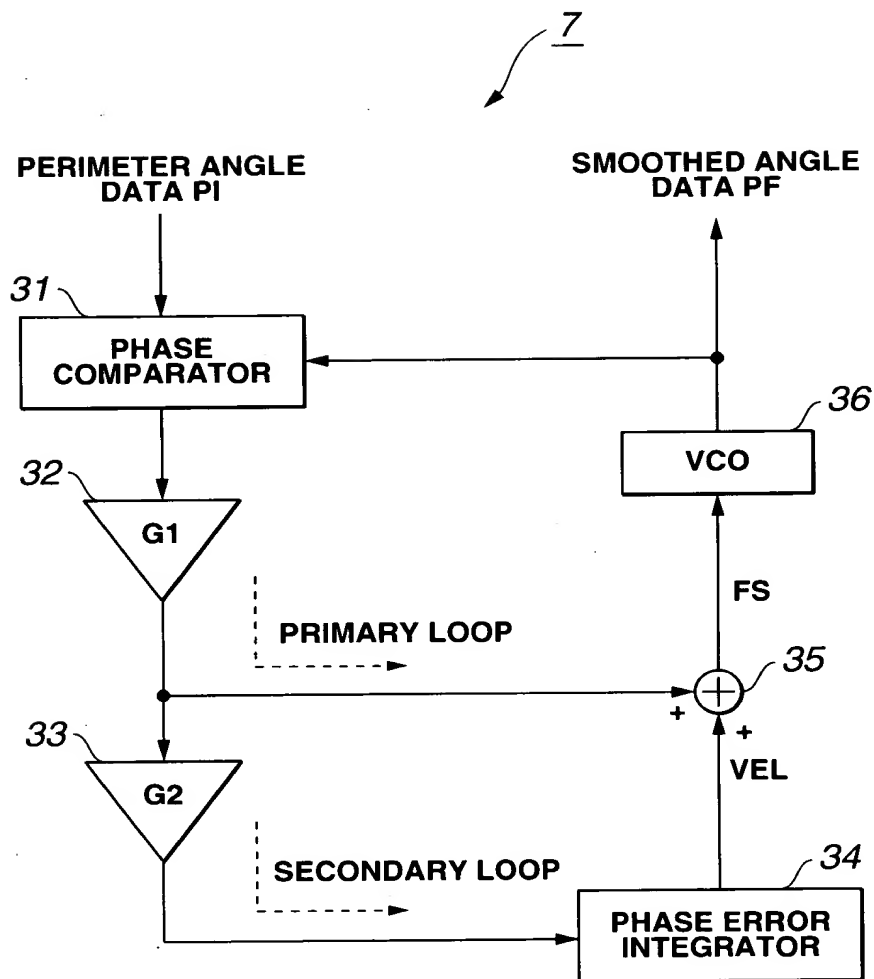 7
PERIMETER ANGLE
DATA PI
SMOOTHED ANGLE
DATA PF
31
PHASE
COMPARATOR
36
VCO
32
G1
FS
PRIMARY LOOP
35
+
+
+
33
G2
VEL
SECONDARY LOOP
34
PHASE ERROR
INTEGRATOR